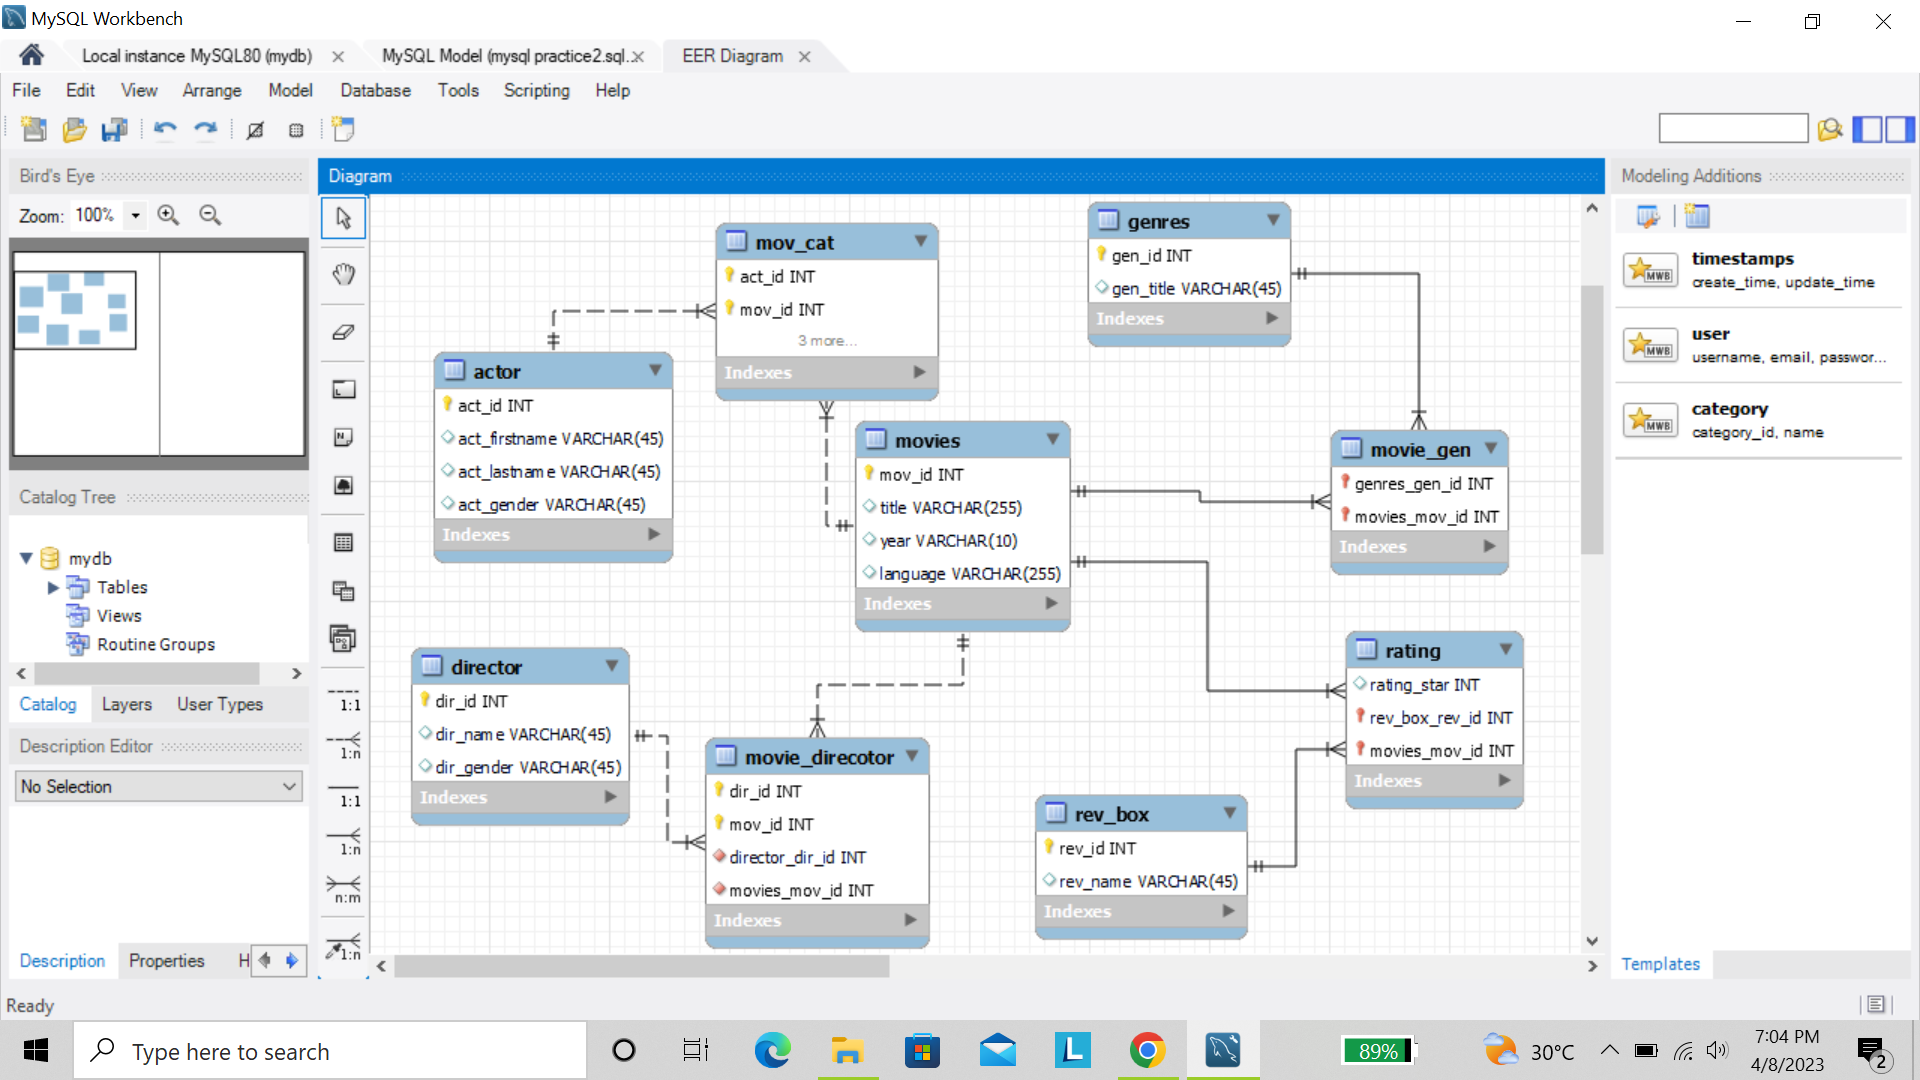 MySQL Workbench
Local instance MySQL80 (mydb)
MySQL Model (mysql practice2.sql...
EER Diagram
File Edit View Arrange Model Database Tools Scripting Help
Bird's Eye
Zoom: 100%
Catalog Tree
mydb
Tables
Views
Routine Groups
Catalog Layers User Types
Description Editor
No Selection
Description Properties H
Ready
Diagram
1:1
1:n
1:1
1:n
n:m
1:n
mov_cat
act_id INT
mov_id INT
3 more...
Indexes
genres
gen_id INT
gen_title VARCHAR(45)
Indexes
actor
act_id INT
act_firstname VARCHAR(45)
act_lastname VARCHAR(45)
act_gender VARCHAR(45)
Indexes
movies
mov_id INT
title VARCHAR(255)
year VARCHAR(10)
language VARCHAR(255)
Indexes
movie_gen
genres_gen_id INT
movies_mov_id INT
Indexes
director
dir_id INT
dir_name VARCHAR(45)
dir_gender VARCHAR(45)
Indexes
movie_direcotor
dir_id INT
mov_id INT
director_dir_id INT
movies_mov_id INT
Indexes
rating
rating_star INT
rev_box_rev_id INT
movies_mov_id INT
Indexes
rev_box
rev_id INT
rev_name VARCHAR(45)
Indexes
Modeling Additions
MWB
timestamps
create_time, update_time
MWB
user
username, email, passwor...
MWB
category
category_id, name
Templates
Type here to search
89%
30°C
7:04 PM
4/8/2023
2